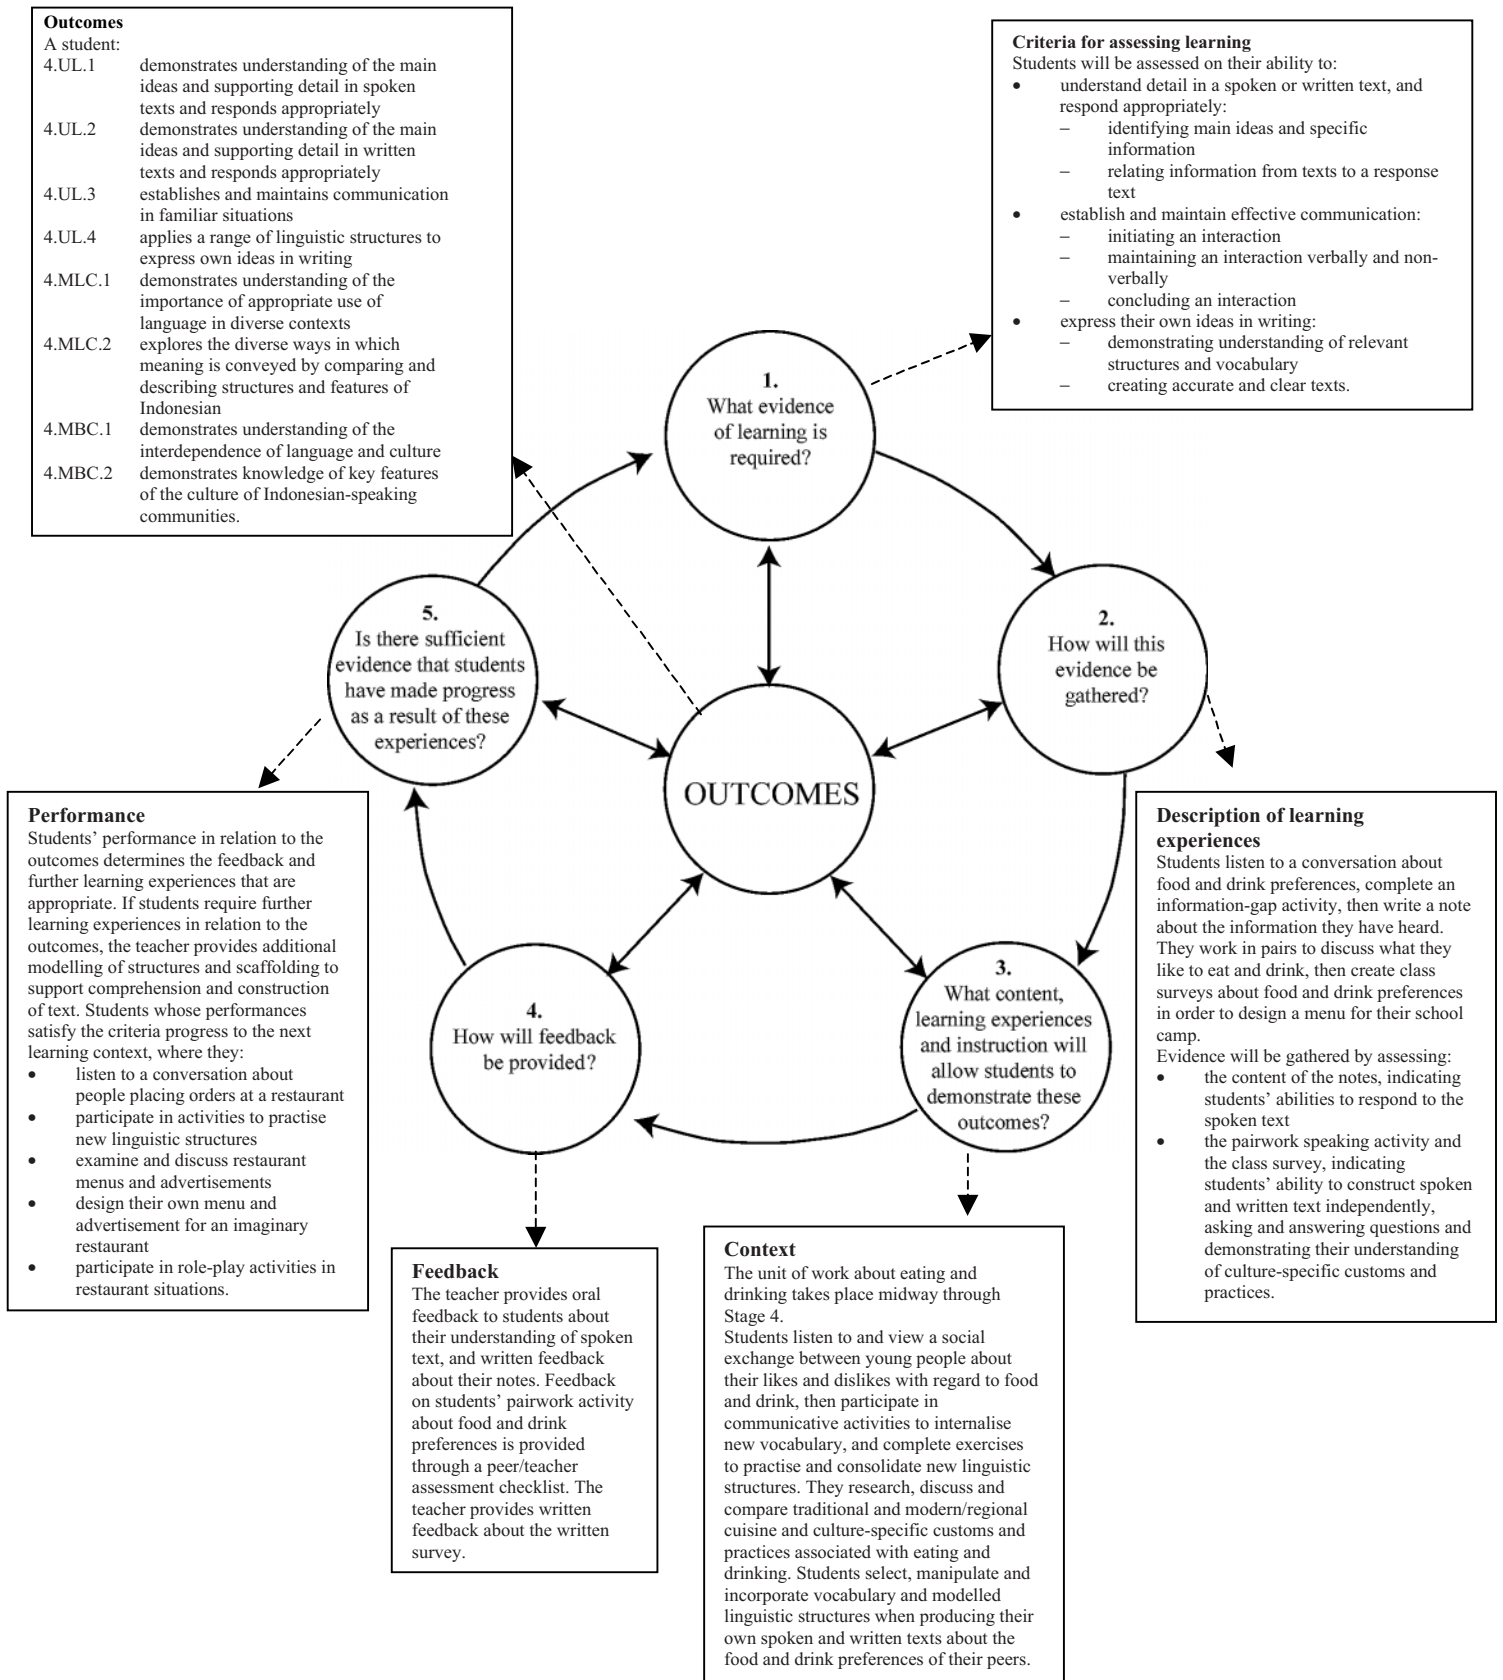 Outcomes
A student:
4.UL.1 demonstrates understanding of the main
ideas and supporting detail in spoken
texts and responds appropriately
4.UL.2 demonstrates understanding of the main
ideas and supporting detail in written
texts and responds appropriately
4.UL.3 establishes and maintains communication
in familiar situations
4.UL.4 applies a range of linguistic structures to
express own ideas in writing
4.MLC.1 demonstrates understanding of the
importance of appropriate use of
language in diverse contexts
4.MLC.2 explores the diverse ways in which
meaning is conveyed by comparing and
describing structures and features of
Indonesian
4.MBC.1 demonstrates understanding of the
interdependence of language and culture
4.MBC.2 demonstrates knowledge of key features
of the culture of Indonesian-speaking
communities.
Criteria for assessing learning
Students will be assessed on their ability to:
• understand detail in a spoken or written text, and
respond appropriately:
– identifying main ideas and specific
information
– relating information from texts to a response
text
• establish and maintain effective communication:
– initiating an interaction
– maintaining an interaction verbally and non-
verbally
– concluding an interaction
• express their own ideas in writing:
– demonstrating understanding of relevant
structures and vocabulary
– creating accurate and clear texts.
1.
What evidence
of learning is
required?
2.
How will this
evidence be
gathered?
5.
Is there sufficient
evidence that students
have made progress
as a result of these
experiences?
OUTCOMES
4.
How will feedback
be provided?
3.
What content,
learning experiences
and instruction will
allow students to
demonstrate these
outcomes?
Performance
Students’ performance in relation to the
outcomes determines the feedback and
further learning experiences that are
appropriate. If students require further
learning experiences in relation to the
outcomes, the teacher provides additional
modelling of structures and scaffolding to
support comprehension and construction
of text. Students whose performances
satisfy the criteria progress to the next
learning context, where they:
• listen to a conversation about
people placing orders at a restaurant
• participate in activities to practise
new linguistic structures
• examine and discuss restaurant
menus and advertisements
• design their own menu and
advertisement for an imaginary
restaurant
• participate in role-play activities in
restaurant situations.
Feedback
The teacher provides oral
feedback to students about
their understanding of spoken
text, and written feedback
about their notes. Feedback
on students’ pairwork activity
about food and drink
preferences is provided
through a peer/teacher
assessment checklist. The
teacher provides written
feedback about the written
survey.
Context
The unit of work about eating and
drinking takes place midway through
Stage 4.
Students listen to and view a social
exchange between young people about
their likes and dislikes with regard to food
and drink, then participate in
communicative activities to internalise
new vocabulary, and complete exercises
to practise and consolidate new linguistic
structures. They research, discuss and
compare traditional and modern/regional
cuisine and culture-specific customs and
practices associated with eating and
drinking. Students select, manipulate and
incorporate vocabulary and modelled
linguistic structures when producing their
own spoken and written texts about the
food and drink preferences of their peers.
Description of learning
experiences
Students listen to a conversation about
food and drink preferences, complete an
information-gap activity, then write a note
about the information they have heard.
They work in pairs to discuss what they
like to eat and drink, then create class
surveys about food and drink preferences
in order to design a menu for their school
camp.
Evidence will be gathered by assessing:
• the content of the notes, indicating
students’ abilities to respond to the
spoken text
• the pairwork speaking activity and
the class survey, indicating
students’ ability to construct spoken
and written text independently,
asking and answering questions and
demonstrating their understanding
of culture-specific customs and
practices.